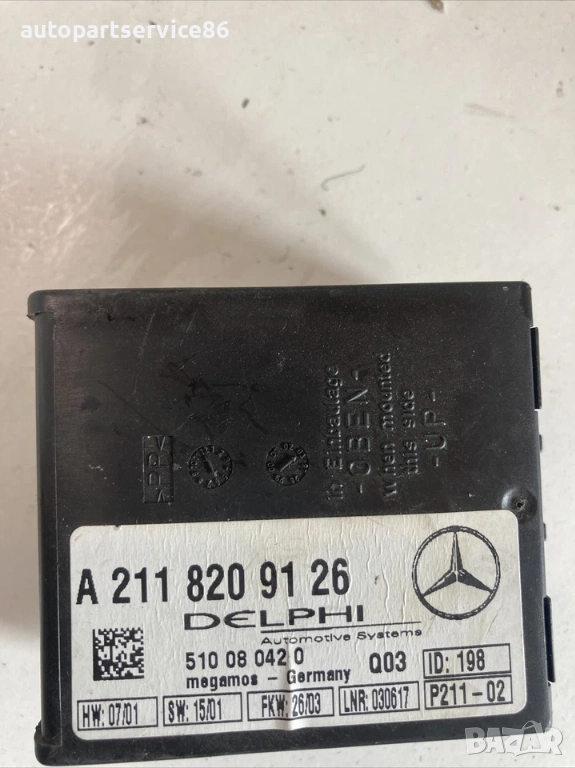 autopartservice86
In Einbaulage
-OBEN-
When mounted
this side
-UP-
>PP<
A 211 820 91 26
DELPHI
Automotive Systems
510 08 042 0
megamos - Germany
Q03
ID: 198
HW: 07/01
SW: 15/01
FKW: 26/03
LNR: 030617
P211-02
BAZAR